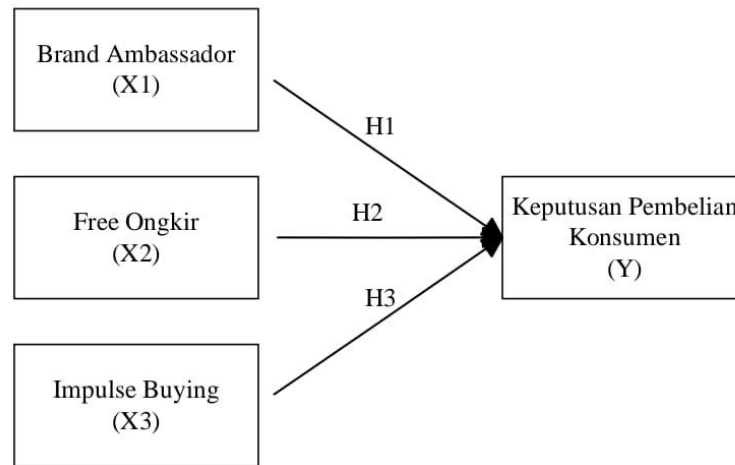 Brand Ambassador
(X1)
H1
Free Ongkir
(X2)
H2
Keputusan Pembelian
Konsumen
(Y)
H3
Impulse Buying
(X3)